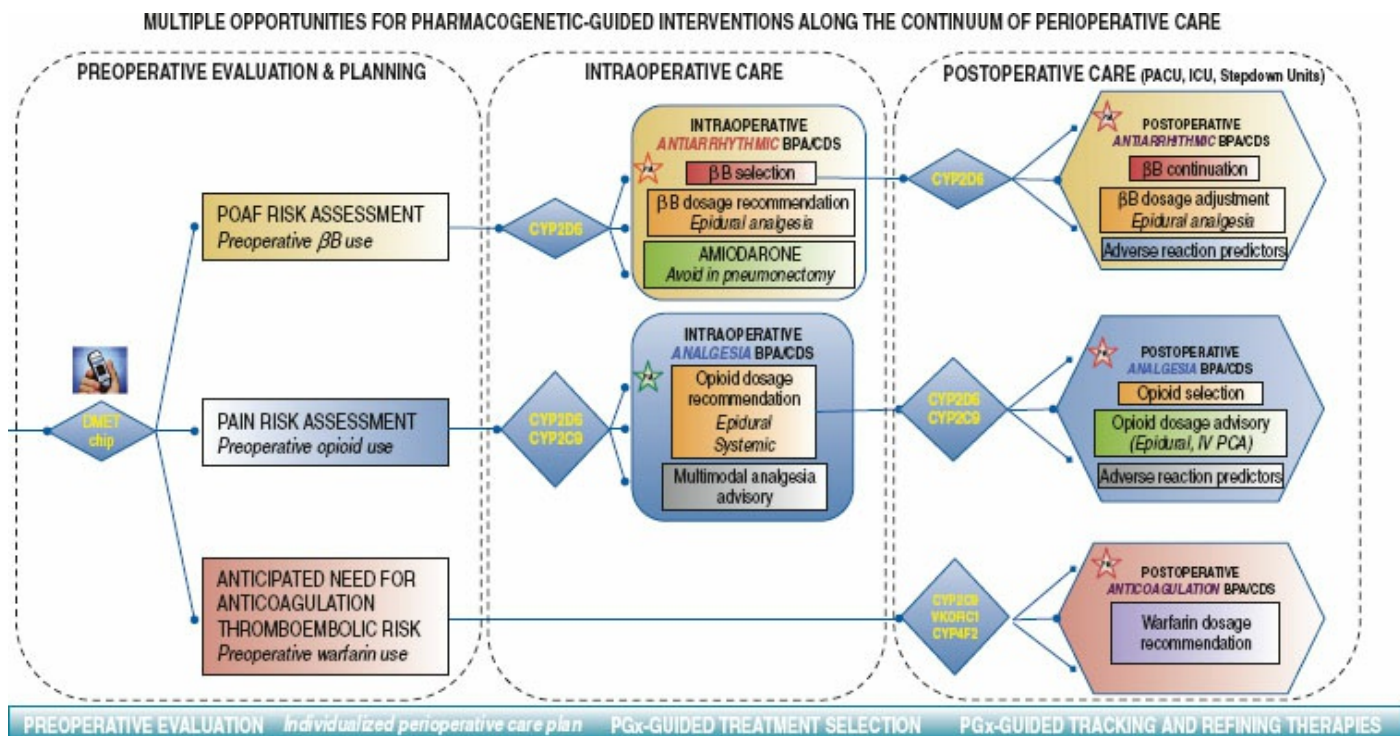 MULTIPLE OPPORTUNITIES FOR PHARMACOGENETIC-GUIDED INTERVENTIONS ALONG THE CONTINUUM OF PERIOPERATIVE CARE
PREOPERATIVE EVALUATION & PLANNING
POAF RISK ASSESSMENT
Preoperative βB use
DMET
chip
PAIN RISK ASSESSMENT
Preoperative opioid use
ANTICIPATED NEED FOR
ANTICOAGULATION
THROMBOEMBOLIC RISK
Preoperative warfarin use
INTRAOPERATIVE CARE
CYP2D6
INTRAOPERATIVE
ANTIARRHYTHMIC BPA/CDS
βB selection
βB dosage recommendation
Epidural analgesia
AMIODARONE
Avoid in pneumonectomy
CYP2D6
CYP2C9
INTRAOPERATIVE
ANALGESIA BPA/CDS
Opioid dosage
recommendation
Epidural
Systemic
Multimodal analgesia
advisory
POSTOPERATIVE CARE (PACU, ICU, Stepdown Units)
CYP2D6
POSTOPERATIVE
ANTIARRHYTHMIC BPA/CDS
βB continuation
βB dosage adjustment
Epidural analgesia
Adverse reaction predictors
CYP2D6
CYP2C9
POSTOPERATIVE
ANALGESIA BPA/CDS
Opioid selection
Opioid dosage advisory
(Epidural, IV PCA)
Adverse reaction predictors
CYP2C9
VKORC1
CYP4F2
POSTOPERATIVE
ANTICOAGULATION BPA/CDS
Warfarin dosage
recommendation
PREOPERATIVE EVALUATION Individualized perioperative care plan PGx-GUIDED TREATMENT SELECTION PGx-GUIDED TRACKING AND REFINING THERAPIES